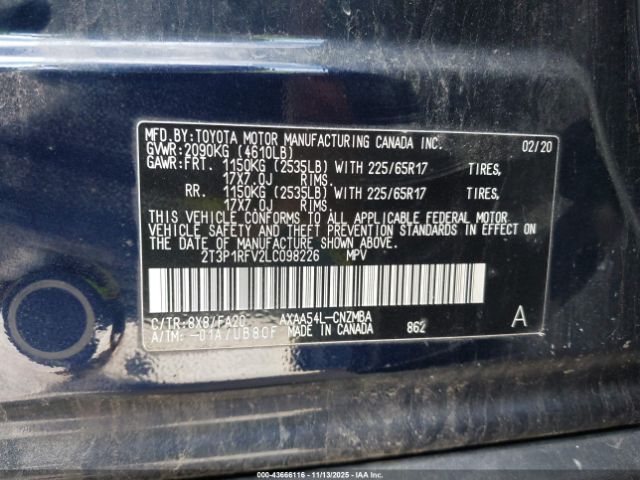 MFD.BY:TOYOTA MOTOR MANUFACTURING CANADA INC. 02/20
GVWR:2090KG (4610LB)
GAWR:FRT. 1150KG (2535LB) WITH 225/65R17 TIRES,
17X7.0J RIMS.
RR. 1150KG (2535LB) WITH 225/65R17 TIRES,
17X7.0J RIMS.
THIS VEHICLE CONFORMS TO ALL APPLICABLE FEDERAL MOTOR
VEHICLE SAFETY AND THEFT PREVENTION STANDARDS IN EFFECT ON
THE DATE OF MANUFACTURE SHOWN ABOVE.
2T3P1RFV2LC098226 MPV
C/TR:8X8/FA20 AXAA54L-CNZMBA
A/TM: -01A/UB80F MADE IN CANADA 862 A
000-43666116 - 11/13/2025 - IAAI.COM